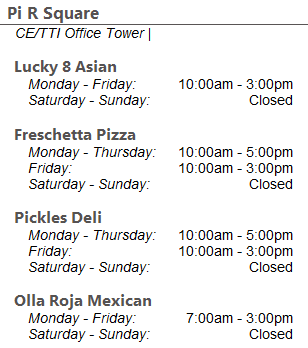 Pi R Square
CE/TTI Office Tower |
Lucky 8 Asian
Monday - Friday: 10:00am - 3:00pm
Saturday - Sunday: Closed
Freschetta Pizza
Monday - Thursday: 10:00am - 5:00pm
Friday: 10:00am - 3:00pm
Saturday - Sunday: Closed
Pickles Deli
Monday - Thursday: 10:00am - 5:00pm
Friday: 10:00am - 3:00pm
Saturday - Sunday: Closed
Olla Roja Mexican
Monday - Friday: 7:00am - 3:00pm
Saturday - Sunday: Closed